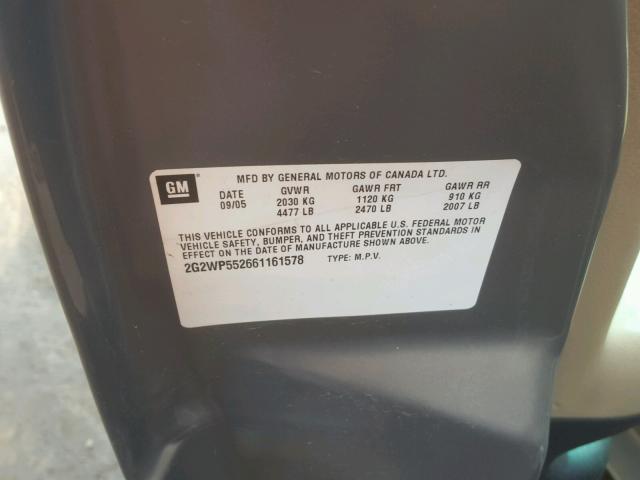 MFD BY GENERAL MOTORS OF CANADA LTD.
GM
DATE GVWR GAWR FRT GAWR RR
09/05 2030 KG 1120 KG 910 KG
4477 LB 2470 LB 2007 LB
THIS VEHICLE CONFORMS TO ALL APPLICABLE U.S. FEDERAL MOTOR
VEHICLE SAFETY, BUMPER, AND THEFT PREVENTION STANDARDS IN
EFFECT ON THE DATE OF MANUFACTURE SHOWN ABOVE.
2G2WP552661161578 TYPE: M.P.V.